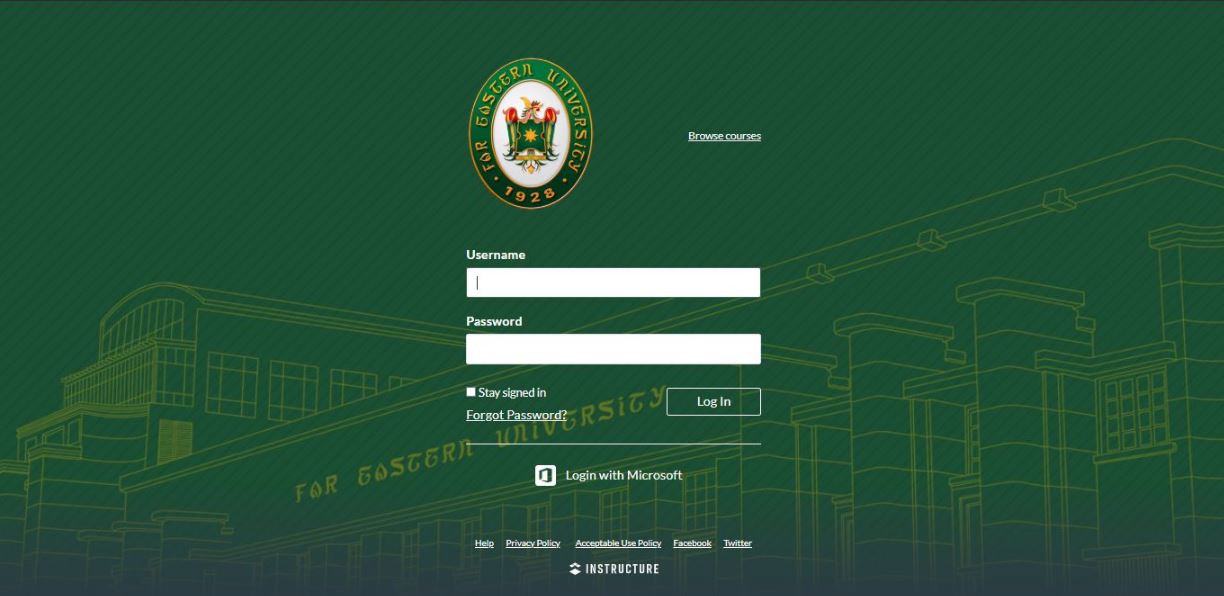 FAR EASTERN UNIVERSITY
• 1928 •
Browse courses
Username
Password
Stay signed in
Log In
Forgot Password?
FAR EASTERN UNIVERSITY
Login with Microsoft
Help Privacy Policy Acceptable Use Policy Facebook Twitter
INSTRUCTURE